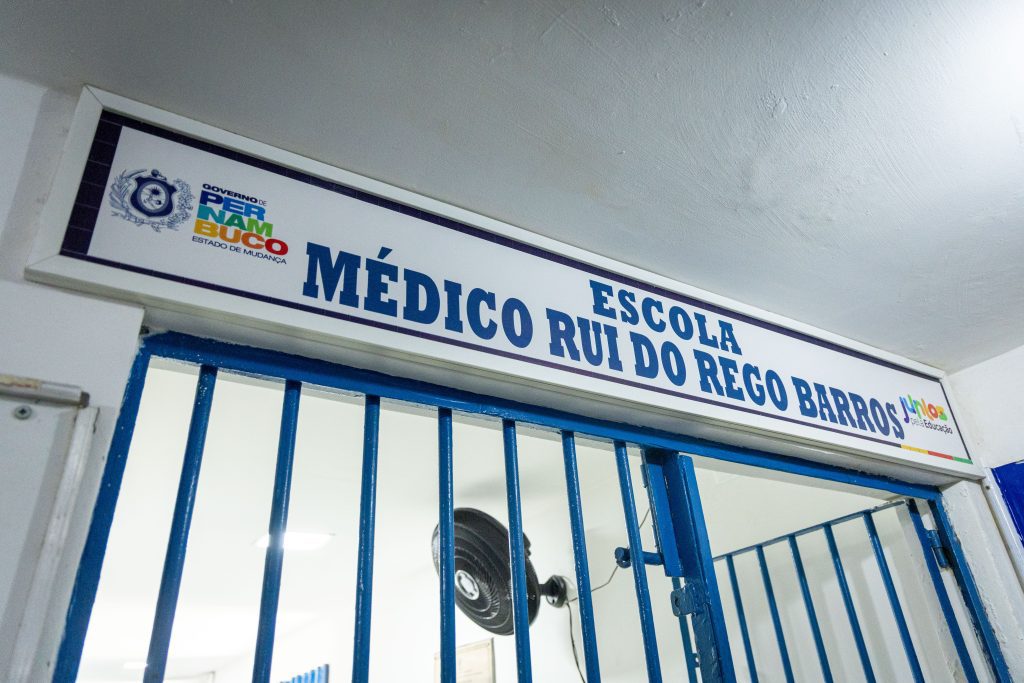 GOVERNO DE
PER
NAM
BUCO
ESTADO DE MUDANÇA
ESCOLA
MÉDICO RUI DO REGO BARROS
Juntos
pela Educação